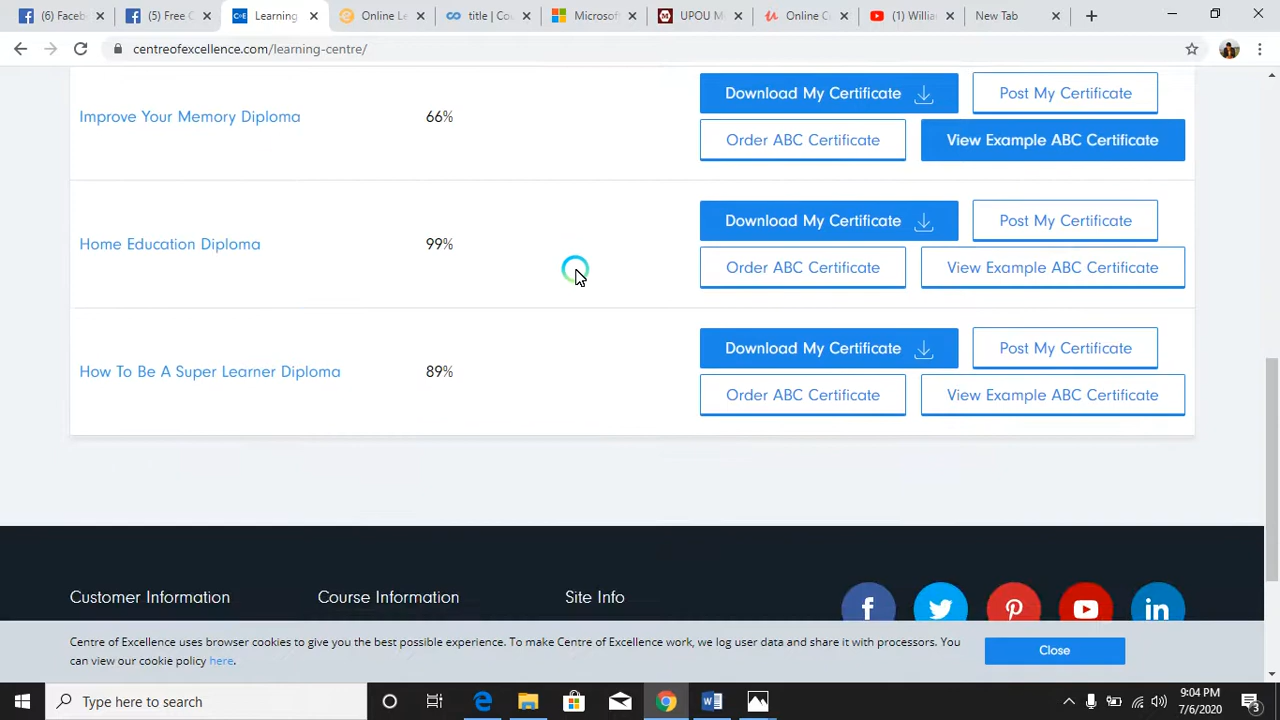 (6) Faceb
(5) Free C
C∞E
Learning
Online L
title | Cou
Microsof
UPOU M
Online C
(1) Willia
New Tab
centreofexcellence.com/learning-centre/
Improve Your Memory Diploma 66% Download My Certificate Post My Certificate
Order ABC Certificate View Example ABC Certificate
Home Education Diploma 99% Download My Certificate Post My Certificate
Order ABC Certificate View Example ABC Certificate
How To Be A Super Learner Diploma 89% Download My Certificate Post My Certificate
Order ABC Certificate View Example ABC Certificate
Customer Information Course Information Site Info
Centre of Excellence uses browser cookies to give you the best possible experience. To make Centre of Excellence work, we log user data and share it with processors. You
can view our cookie policy here.
Close
Type here to search
9:04 PM
7/6/2020
3